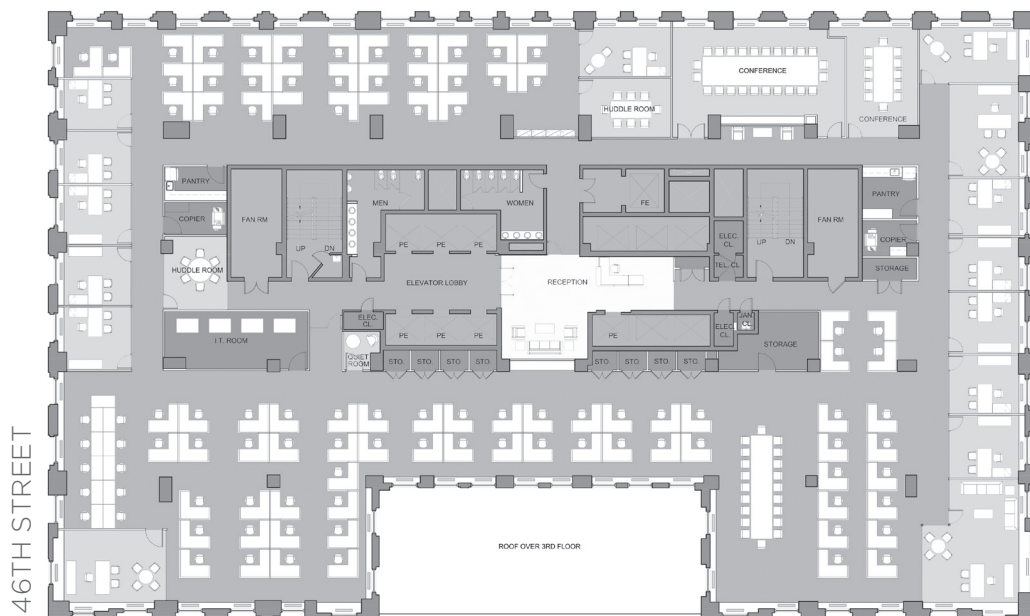 CONFERENCE
HUDDLE ROOM
CONFERENCE
PANTRY
MEN
WOMEN
FE
PANTRY
COPIER
FAN RM
ELEC.
CL.
FAN RM
UP
DN
PE
PE
PE
UP
DN
COPIER
HUDDLE ROOM
TEL. CL.
STORAGE
ELEVATOR LOBBY
RECEPTION
ELEC.
CL.
JAN.
CL.
I.T. ROOM
PE
PE
PE
PE
ELEC.
CL.
STORAGE
QUIET
ROOM
STO.
STO.
STO.
STO.
STO.
STO.
STO.
STO.
46TH STREET
ROOF OVER 3RD FLOOR